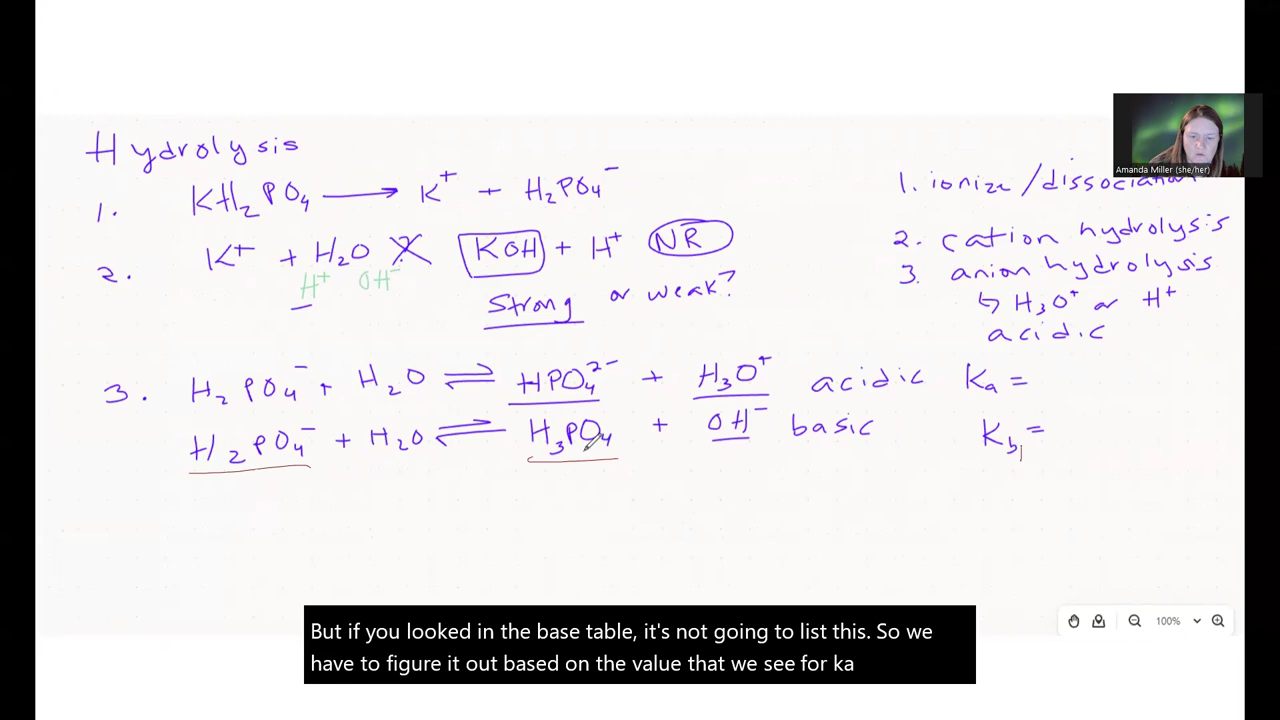 Hydrolysis
1. KH₂PO₄ ⟶ K⁺ + H₂PO₄⁻
2. K⁺ + H₂O KOH + H⁺ NR
H⁺ OH⁻
Strong or weak?
3. H₂PO₄⁻ + H₂O ⇌ HPO₄²⁻ + H₃O⁺ acidic Ka =
H₂PO₄⁻ + H₂O ⇌ H₃PO₄ + OH⁻ basic Kb =
1. ionize /dissociation
2. cation hydrolysis
3. anion hydrolysis
↳ H₃O⁺ or H⁺
acidic
Amanda Miller (she/her)
But if you looked in the base table, it's not going to list this. So we
have to figure it out based on the value that we see for ka
100%